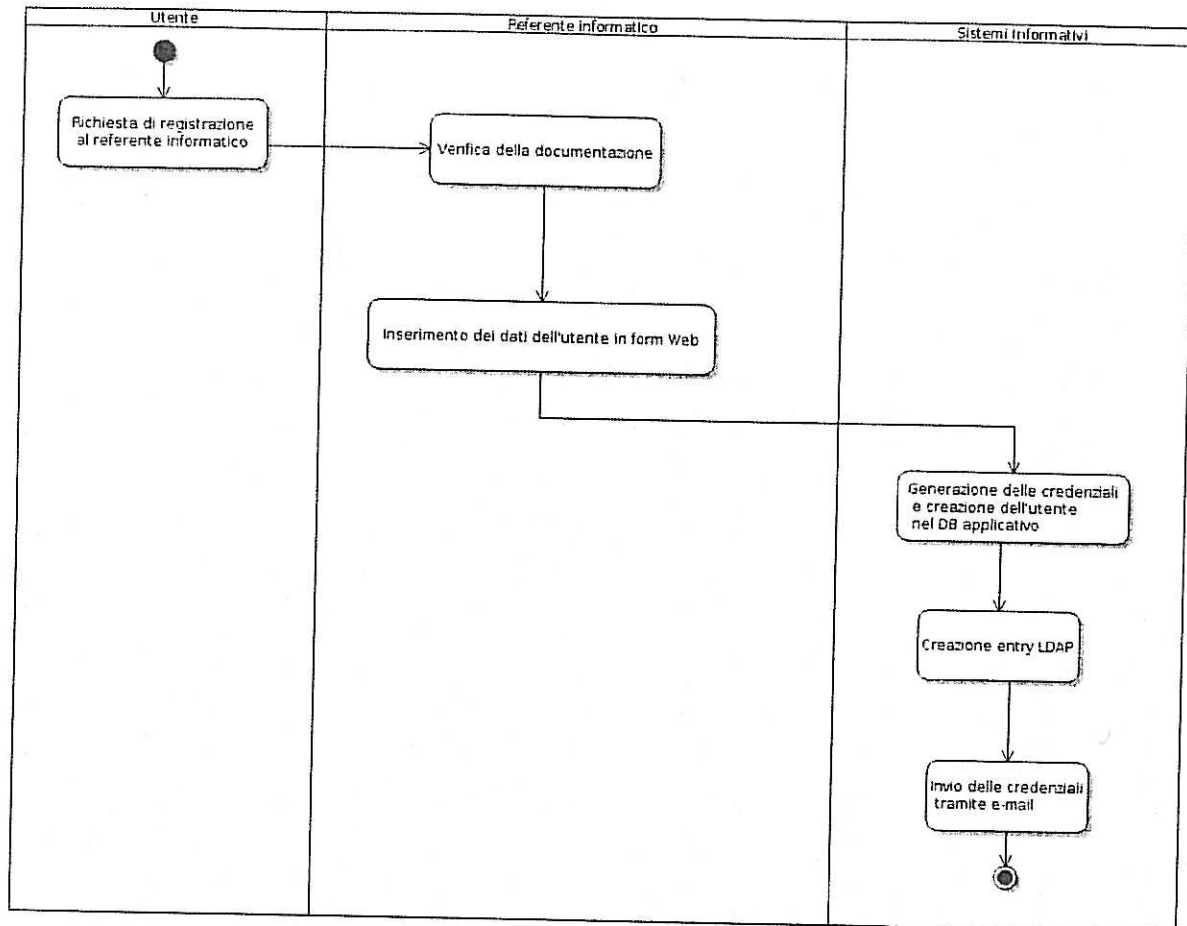 Utente
Referente informatico
Sistemi Informativi
Richiesta di registrazione
al referente informatico
Verifica della documentazione
Inserimento dei dati dell'utente in form Web
Generazione delle credenziali
e creazione dell'utente
nel DB applicativo
Creazione entry LDAP
Invio delle credenziali
tramite e-mail